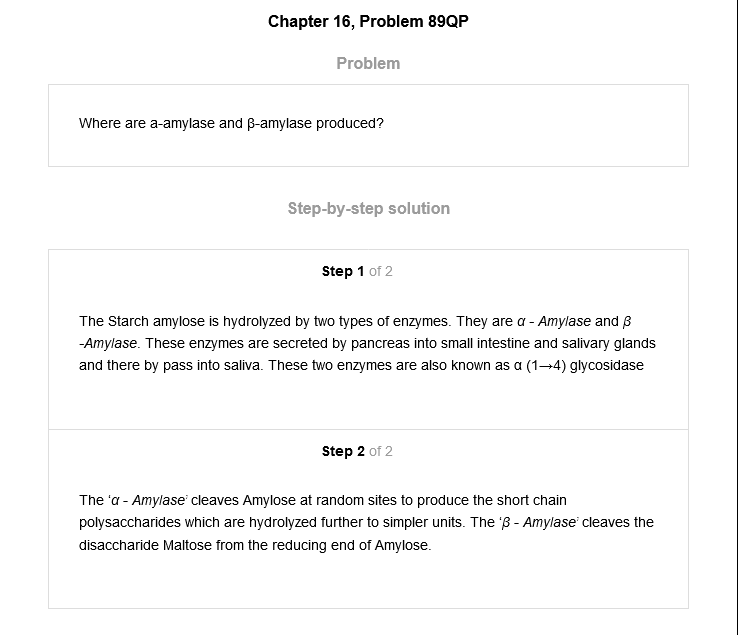 Chapter 16, Problem 89QP
Problem
Where are a-amylase and β-amylase produced?
Step-by-step solution
Step 1 of 2
The Starch amylose is hydrolyzed by two types of enzymes. They are α - Amylase and β
-Amylase. These enzymes are secreted by pancreas into small intestine and salivary glands
and there by pass into saliva. These two enzymes are also known as α (1→4) glycosidase
Step 2 of 2
The ‘α - Amylase’ cleaves Amylose at random sites to produce the short chain
polysaccharides which are hydrolyzed further to simpler units. The ‘β - Amylase’ cleaves the
disaccharide Maltose from the reducing end of Amylose.